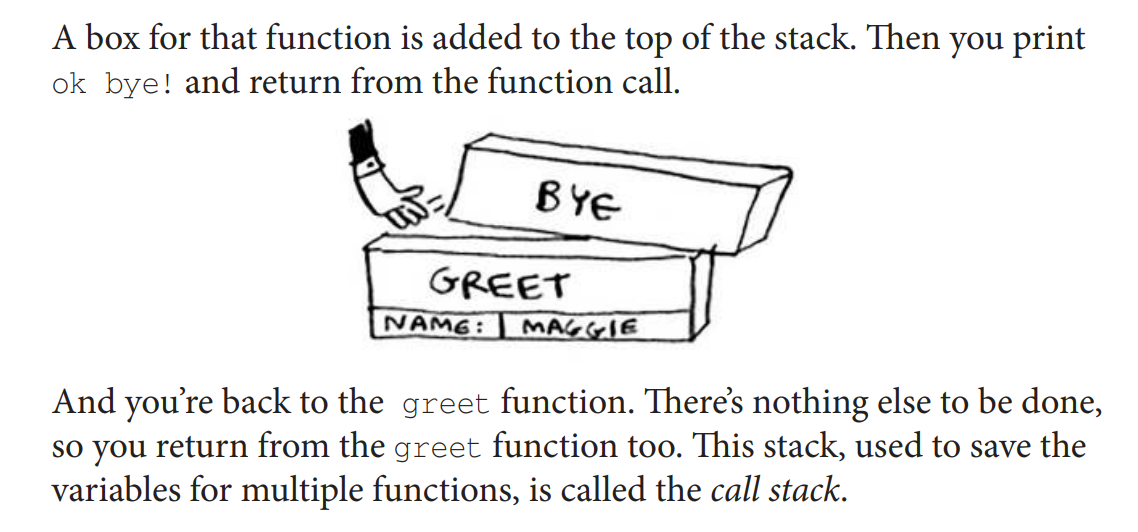 A box for that function is added to the top of the stack. Then you print
ok bye! and return from the function call.
BYE
GREET
NAME: MAGGIE
And you're back to the greet function. There's nothing else to be done,
so you return from the greet function too. This stack, used to save the
variables for multiple functions, is called the call stack.